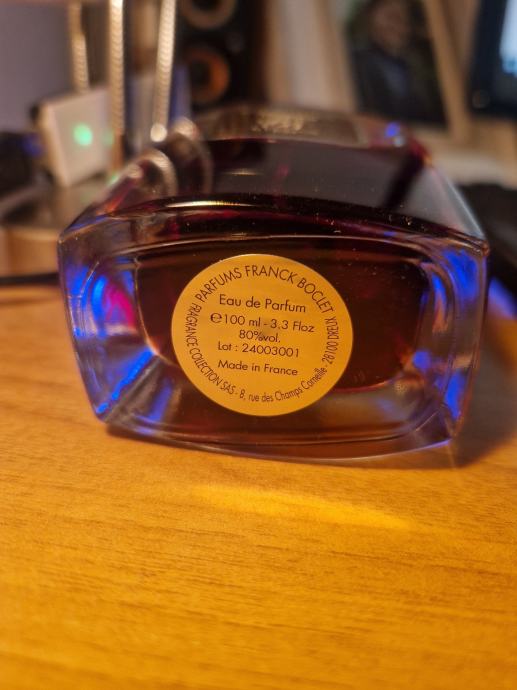 PARFUMS FRANCK BOCLET
Eau de Parfum
℮100 ml - 3.3 Floz
80%vol.
Lot : 24003001
Made in France
FRAGRANCE COLLECTION SAS - 8, rue des Champs Corneille - 28100 DREUX